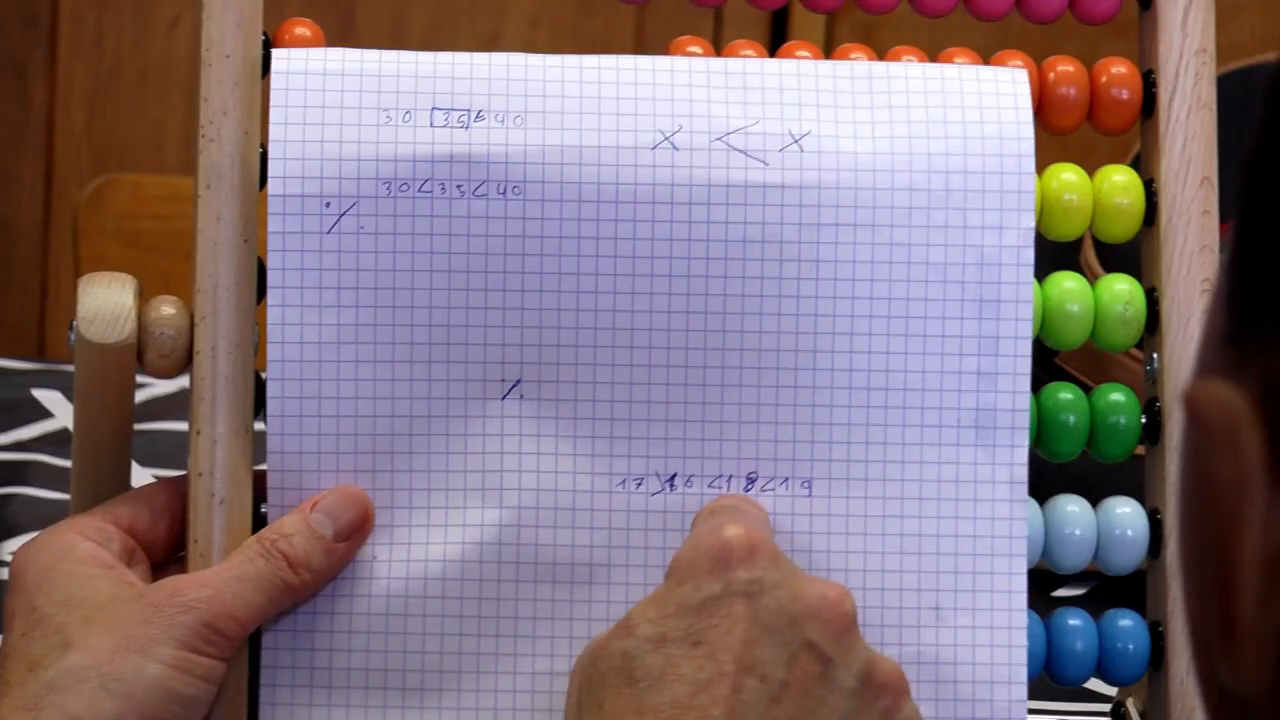 30 35 < 40
x < x
30 < 35 < 40
·/.
·/.
17 > 16 < 18 < 19